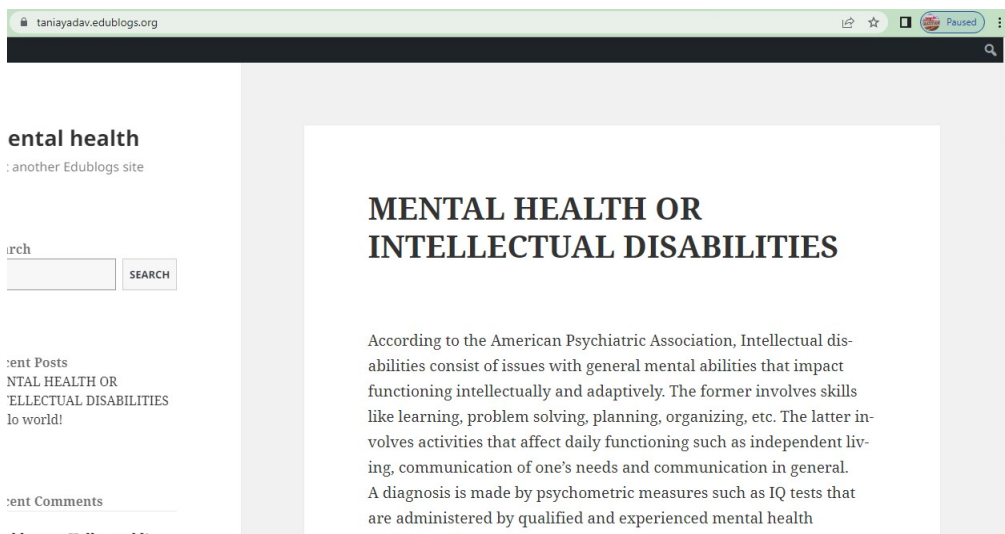 taniayadav.edublogs.org
Paused
ental health
another Edublogs site
rch
SEARCH
cent Posts
NTAL HEALTH OR
TELLECTUAL DISABILITIES
lo world!
cent Comments
MENTAL HEALTH OR
INTELLECTUAL DISABILITIES
According to the American Psychiatric Association, Intellectual dis-
abilities consist of issues with general mental abilities that impact
functioning intellectually and adaptively. The former involves skills
like learning, problem solving, planning, organizing, etc. The latter in-
volves activities that affect daily functioning such as independent liv-
ing, communication of one’s needs and communication in general.
A diagnosis is made by psychometric measures such as IQ tests that
are administered by qualified and experienced mental health